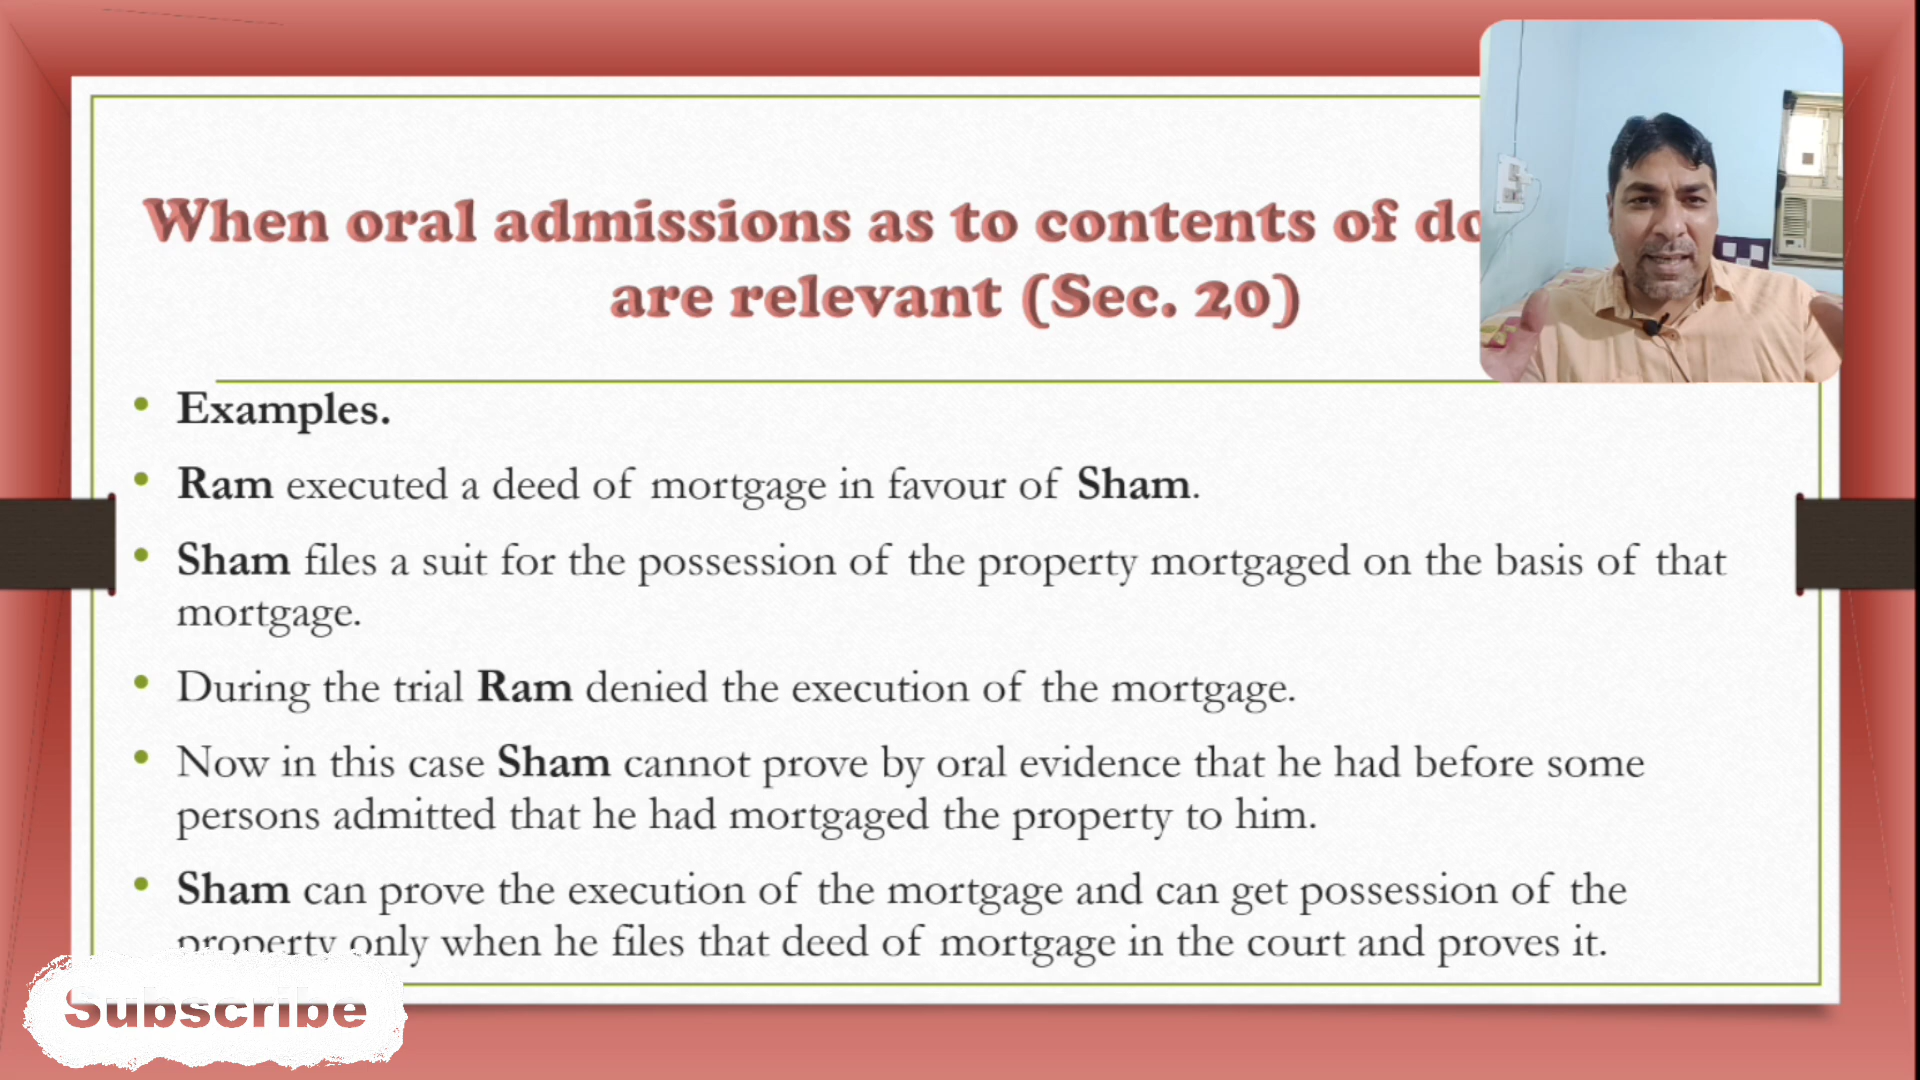 When oral admissions as to contents of
are relevant (Sec. 20)
Examples.
Ram executed a deed of mortgage in favour of Sham.
Sham files a suit for the possession of the property mortgaged on the basis of that
mortgage.
During the trial Ram denied the execution of the mortgage.
Now in this case Sham cannot prove by oral evidence that he had before some
persons admitted that he had mortgaged the property to him.
Sham can prove the execution of the mortgage and can get possession of the
property only when he files that deed of mortgage in the court and proves it.
Subscribe